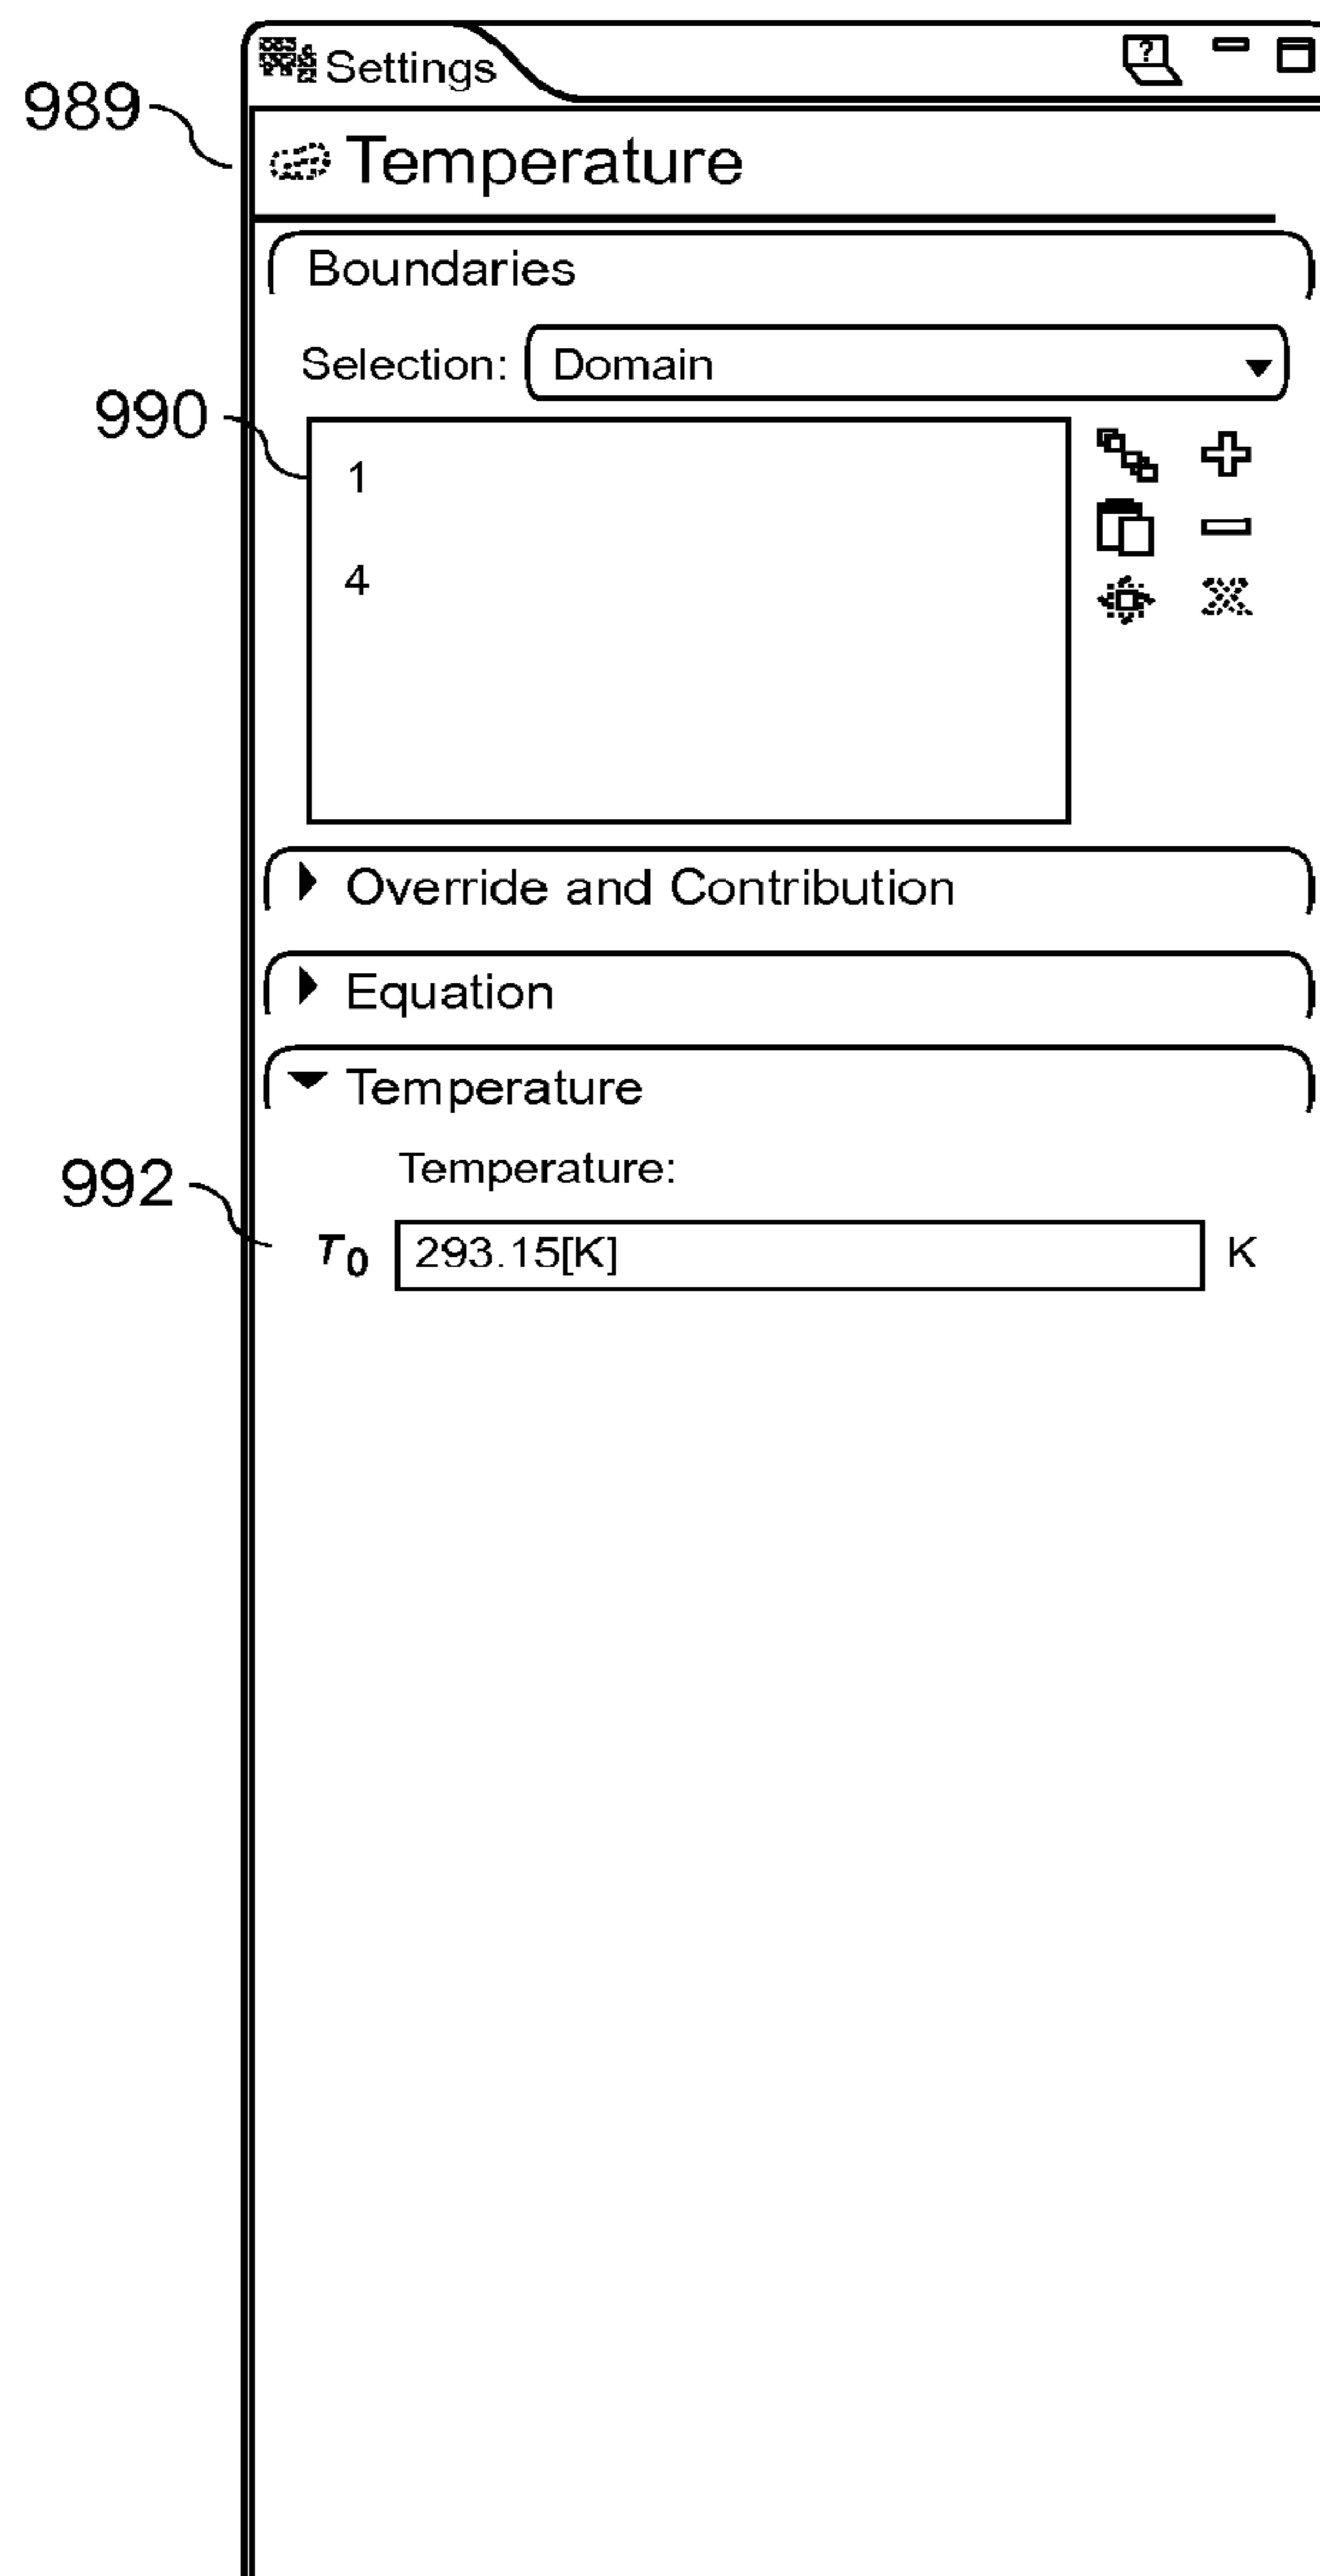 Settings
?
989
Temperature
Boundaries
Selection: Domain
990
1
4
Override and Contribution
Equation
Temperature
Temperature:
992
T0 293.15[K] K